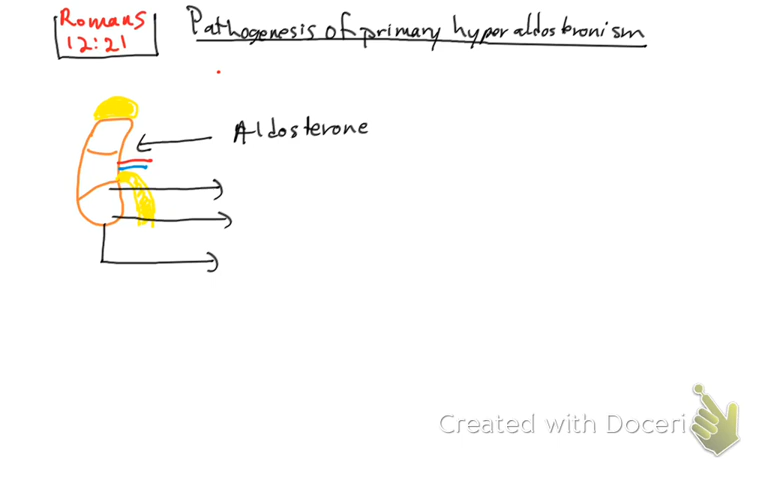 Romans
12:21
Pathogenesis of primary hyperaldosteronism
Aldosterone
Created with Doceri